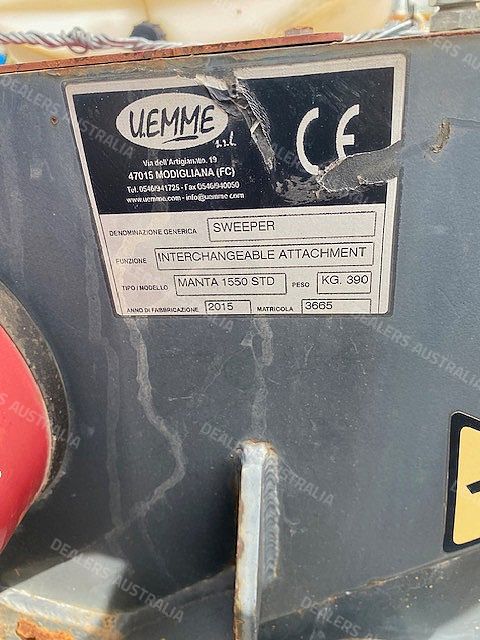 U.EMME
s.r.l.
CE
Via dell'Artigianato, 19
47015 MODIGLIANA (FC)
Tel. 0546/941725 - Fax 0546/940050
www.uemme.com - info@uemme.com
DENOMINAZIONE GENERICA SWEEPER
FUNZIONE INTERCHANGEABLE ATTACHMENT
TIPO / MODELLO MANTA 1550 STD PESO KG. 390
ANNO DI FABBRICAZIONE 2015 MATRICOLA 3665
DEALERS AUSTRALIA